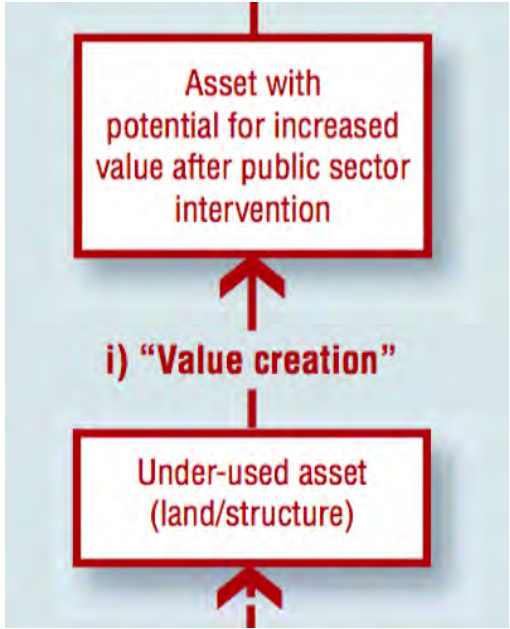 Asset with
potential for increased
value after public sector
intervention
i) “Value creation”
Under-used asset
(land/structure)